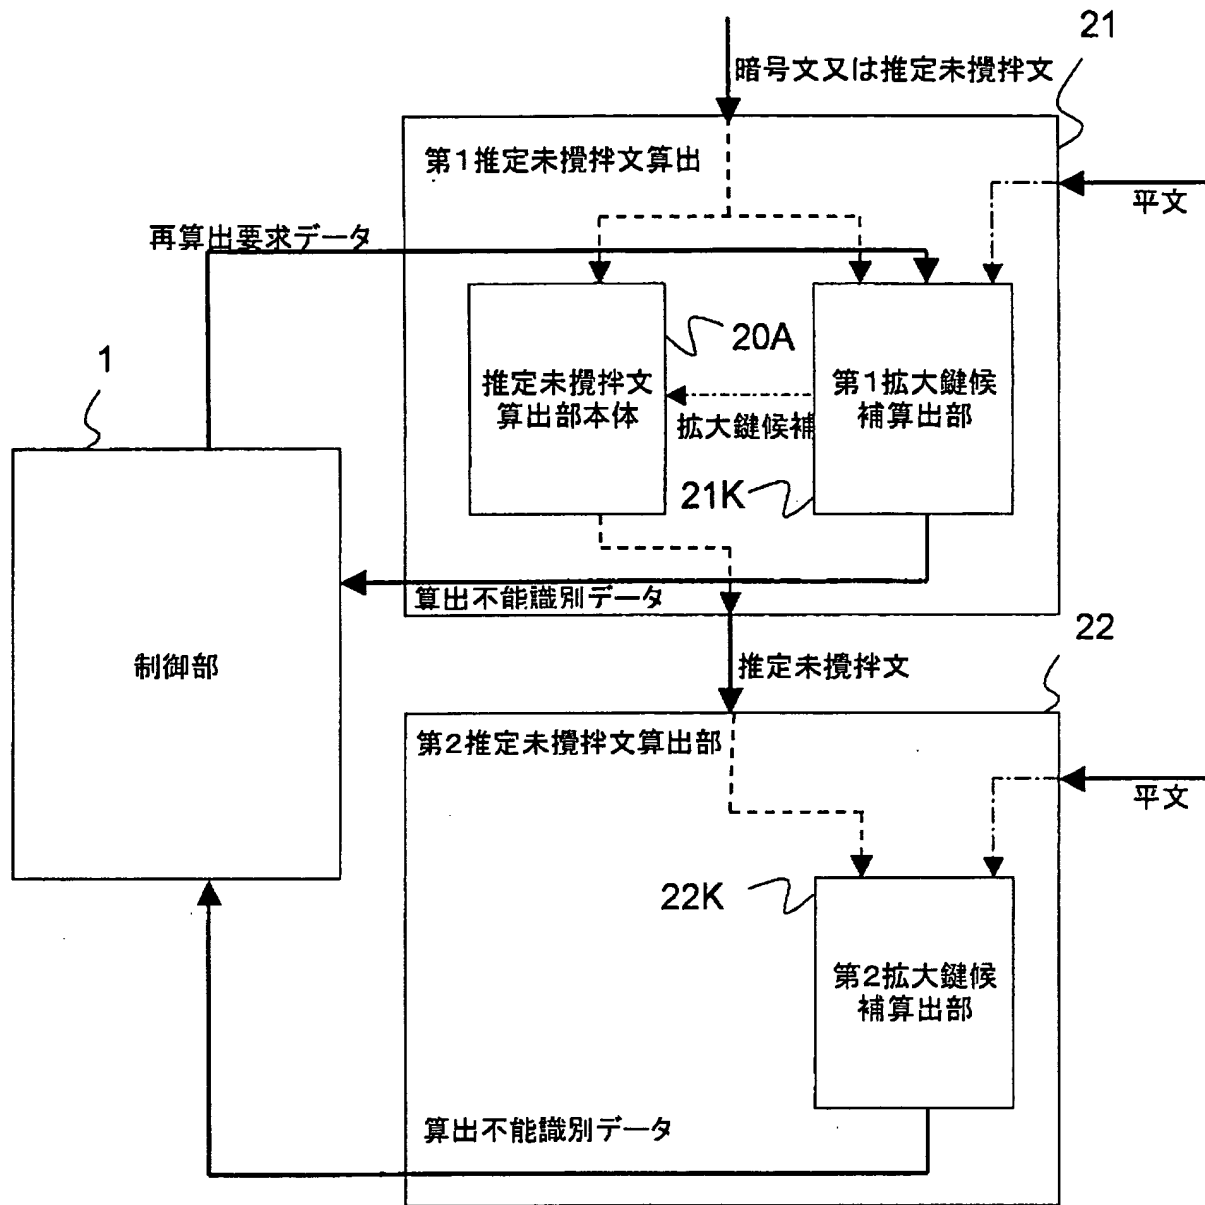 21
暗号文又は推定未攪拌文
第1推定未攪拌文算出
平文
再算出要求データ
20A
1
推定未攪拌文
算出部本体
拡大鍵候補
第1拡大鍵候
補算出部
21K
算出不能識別データ
22
制御部
推定未攪拌文
第2推定未攪拌文算出部
平文
22K
第2拡大鍵候
補算出部
算出不能識別データ